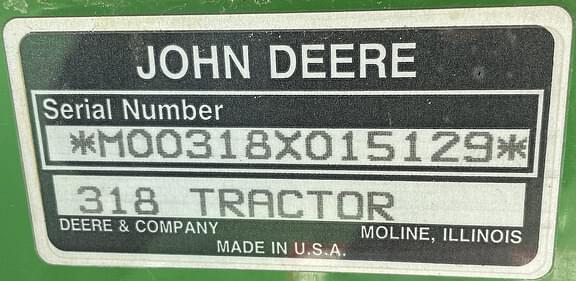 JOHN DEERE
Serial Number
*M00318X015129*
318 TRACTOR
DEERE & COMPANY MOLINE, ILLINOIS
MADE IN U.S.A.